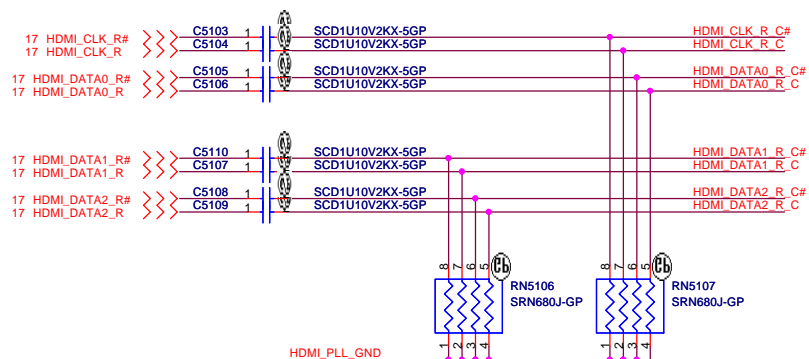 17 HDMI_CLK_R# C5103 1 SCD1U10V2KX-5GP HDMI_CLK_R_C#
17 HDMI_CLK_R C5104 1 SCD1U10V2KX-5GP HDMI_CLK_R_C
17 HDMI_DATA0_R# C5105 1 SCD1U10V2KX-5GP HDMI_DATA0_R_C#
17 HDMI_DATA0_R C5106 1 SCD1U10V2KX-5GP HDMI_DATA0_R_C
17 HDMI_DATA1_R# C5110 1 SCD1U10V2KX-5GP HDMI_DATA1_R_C#
17 HDMI_DATA1_R C5107 1 SCD1U10V2KX-5GP HDMI_DATA1_R_C
17 HDMI_DATA2_R# C5108 1 SCD1U10V2KX-5GP HDMI_DATA2_R_C#
17 HDMI_DATA2_R C5109 1 SCD1U10V2KX-5GP HDMI_DATA2_R_C
8 7 6 5 8 7 6 5
RN5106 RN5107
SRN680J-GP SRN680J-GP
1 2 3 4 1 2 3 4
HDMI_PLL_GND